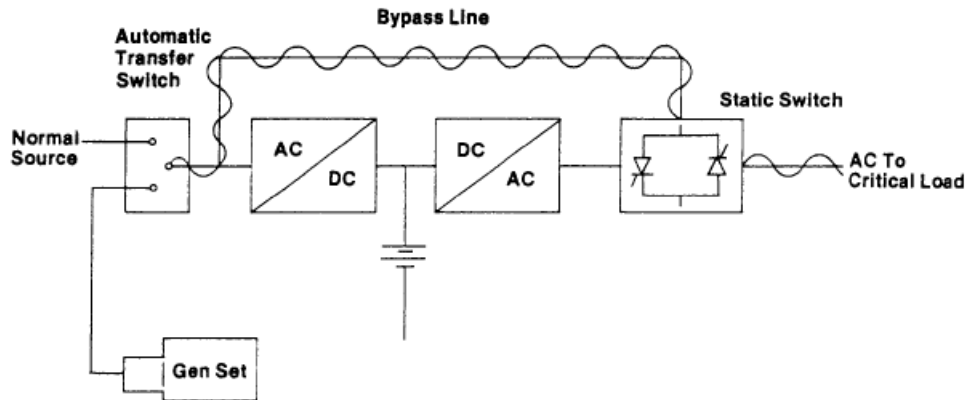 Bypass Line
Automatic
Transfer
Switch
Static Switch
Normal
Source
AC
DC
DC
AC
AC To
Critical Load
Gen Set